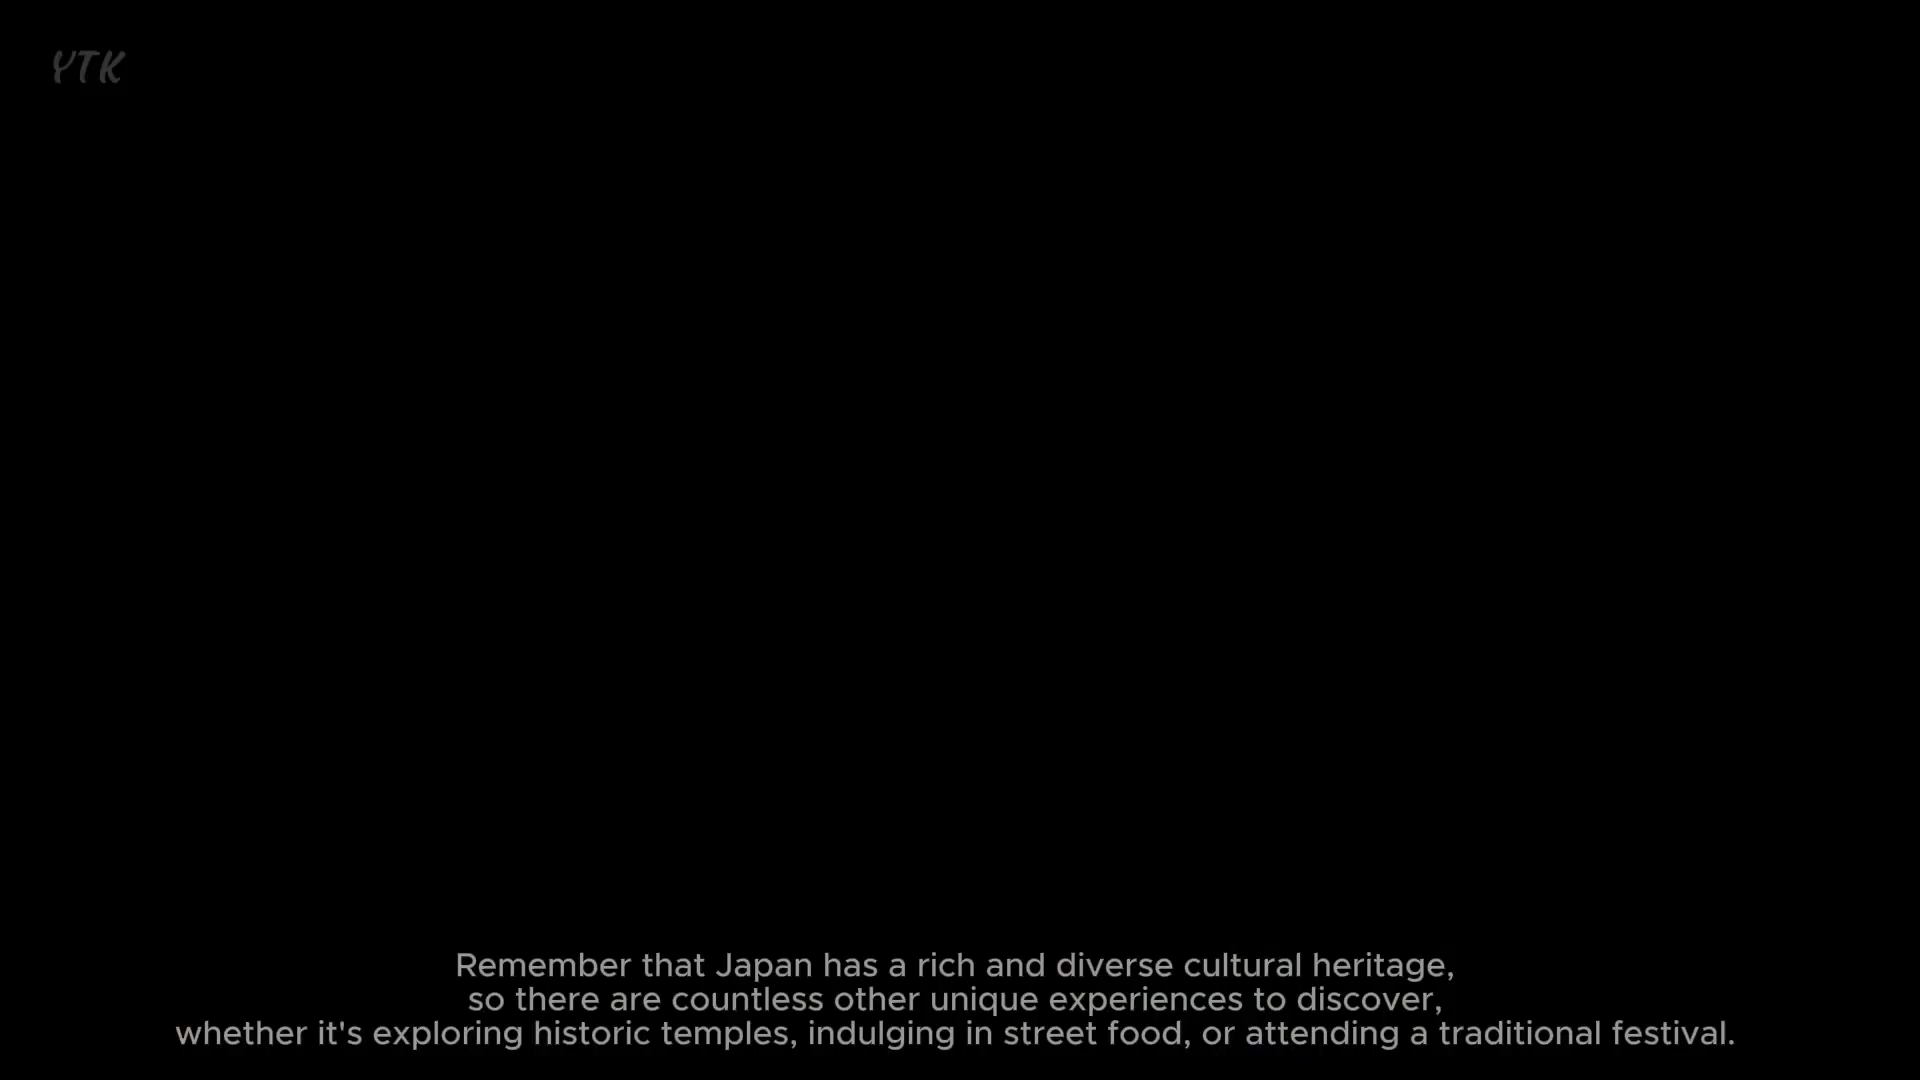 YTK
Remember that Japan has a rich and diverse cultural heritage,
so there are countless other unique experiences to discover,
whether it's exploring historic temples, indulging in street food, or attending a traditional festival.